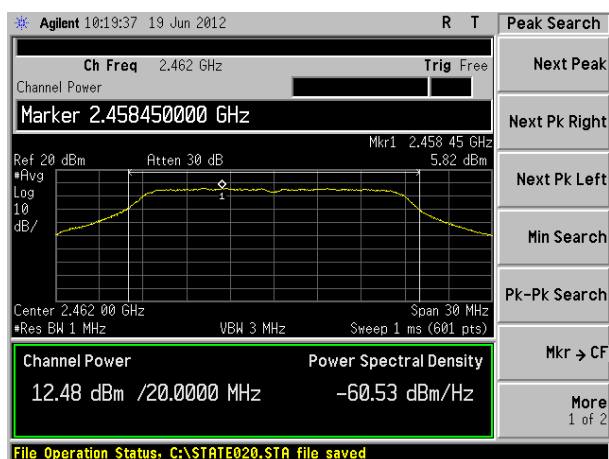 Agilent 10:19:37 19 Jun 2012 R T Peak Search
Ch Freq 2.462 GHz Trig Free
Channel Power
Marker 2.458450000 GHz
Mkr1 2.458 45 GHz
Ref 20 dBm Atten 30 dB 5.82 dBm
#Avg
Log
10
dB/
1
Center 2.462 00 GHz Span 30 MHz
#Res BW 1 MHz VBW 3 MHz Sweep 1 ms (601 pts)
Channel Power Power Spectral Density
12.48 dBm /20.0000 MHz -60.53 dBm/Hz
File Operation Status, C:\STATE020.STA file saved
Next Peak
Next Pk Right
Next Pk Left
Min Search
Pk-Pk Search
Mkr → CF
More
1 of 2